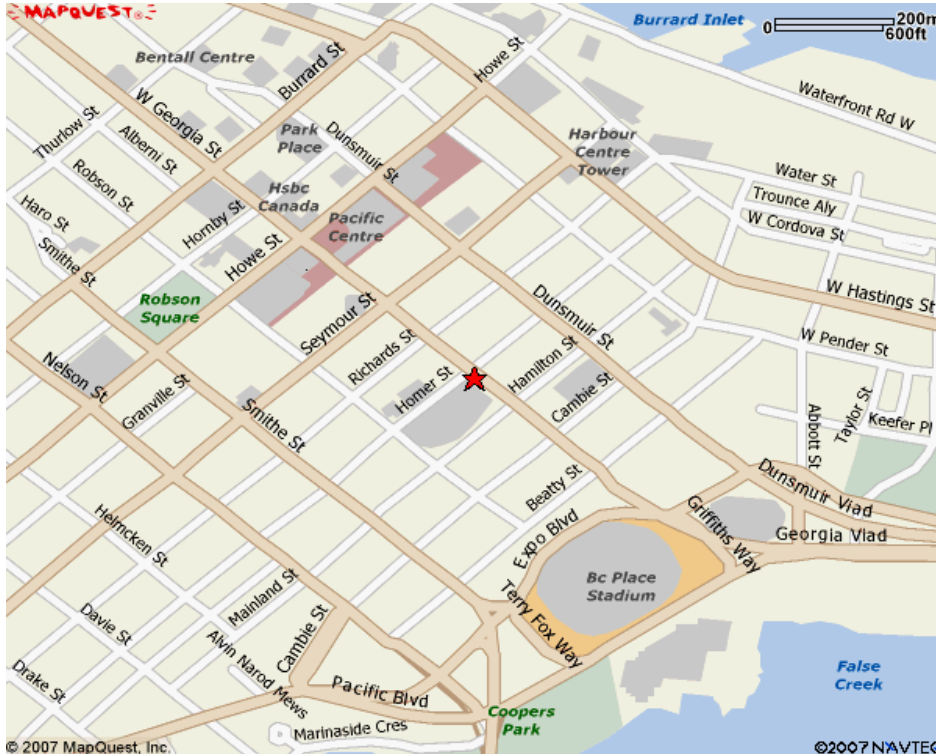 MAPQUEST
Burrard Inlet
0
200m
600ft
Bentall Centre
Burrard St
Howe St
Waterfront Rd W
W Georgia St
Thurlow St
Alberni St
Park
Place
Dunsmuir St
Harbour
Centre
Tower
Robson St
Water St
Trounce Aly
Hsbc
Canada
Haro St
Hornby St
Pacific
Centre
W Cordova St
Smithe St
Howe St
W Hastings St
Robson
Square
Seymour St
Dunsmuir St
W Pender St
Richards St
Nelson St
Homer St
Hamilton St
Granville St
Cambie St
Smithe St
Abbott St
Taylor St
Keefer Pl
Beatty St
Dunsmuir Viad
Helmcken St
Expo Blvd
Griffiths Way
Georgia Viad
Bc Place
Stadium
Mainland St
Terry Fox Way
Davie St
Alvin Narod Mews
Cambie St
False
Creek
Drake St
Pacific Blvd
Coopers
Park
Marinaside Cres
© 2007 MapQuest, Inc.
©2007 NAVTEC